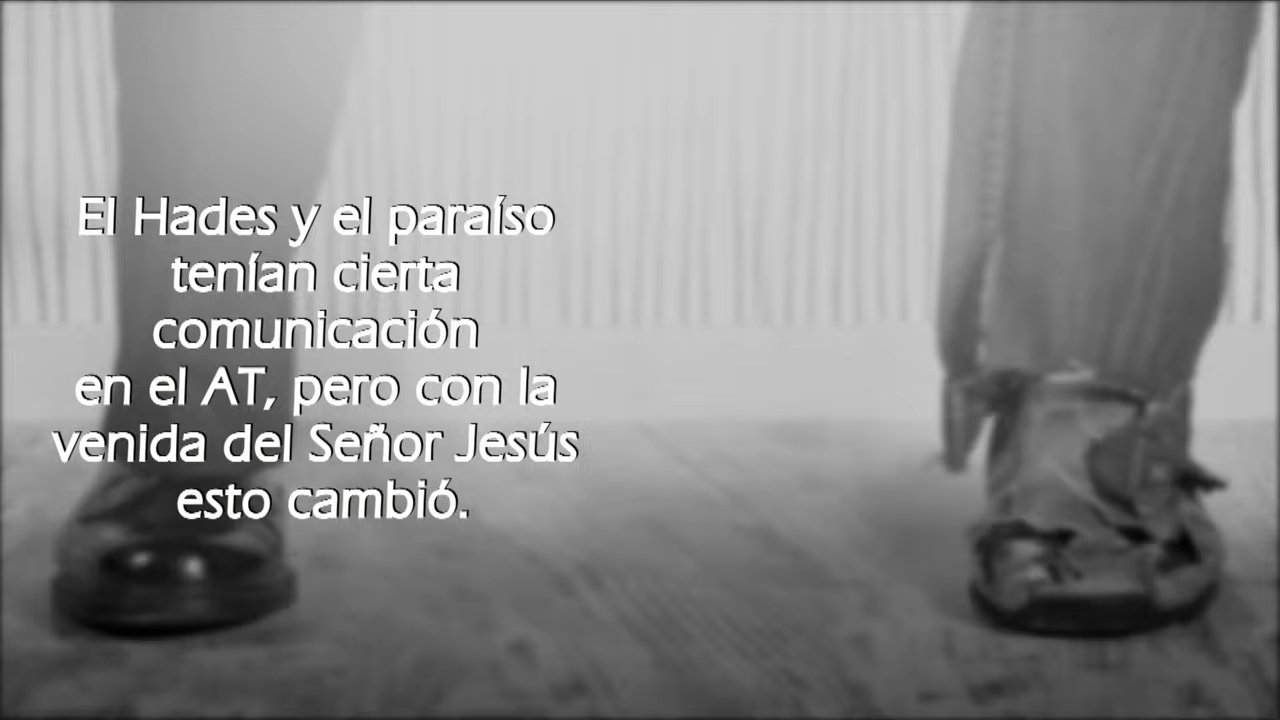 El Hades y el paraíso
tenían cierta
comunicación
en el AT, pero con la
venida del Señor Jesús
esto cambió.